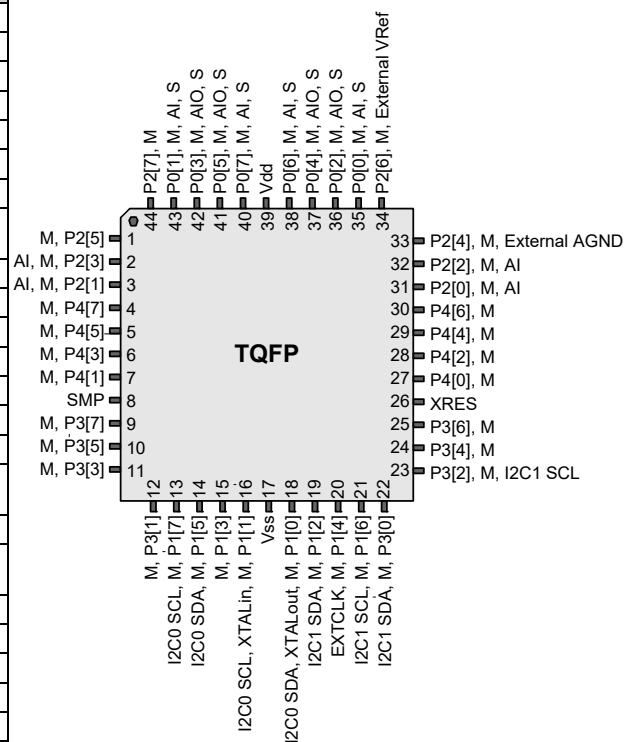 P2[7], M
P0[1], M, AI, S
P0[3], M, AIO, S
P0[5], M, AIO, S
P0[7], M, AI, S
Vdd
P0[6], M, AI, S
P0[4], M, AIO, S
P0[2], M, AIO, S
P0[0], M, AI, S
P2[6], M, External VRef
44
43
42
41
40
39
38
37
36
35
34
M, P2[5] 1
AI, M, P2[3] 2
AI, M, P2[1] 3
M, P4[7] 4
M, P4[5] 5
M, P4[3] 6
M, P4[1] 7
SMP 8
M, P3[7] 9
M, P3[5] 10
M, P3[3] 11
TQFP
33 P2[4], M, External AGND
32 P2[2], M, AI
31 P2[0], M, AI
30 P4[6], M
29 P4[4], M
28 P4[2], M
27 P4[0], M
26 XRES
25 P3[6], M
24 P3[4], M
23 P3[2], M, I2C1 SCL
12
13
14
15
16
17
18
19
20
21
22
M, P3[1]
I2C0 SCL, M, P1[7]
I2C0 SDA, M, P1[5]
M, P1[3]
I2C0 SCL, XTALin, M, P1[1]
Vss
I2C0 SDA, XTALout, M, P1[0]
I2C1 SDA, M, P1[2]
EXTCLK, M, P1[4]
I2C1 SCL, M, P1[6]
I2C1 SDA, M, P3[0]